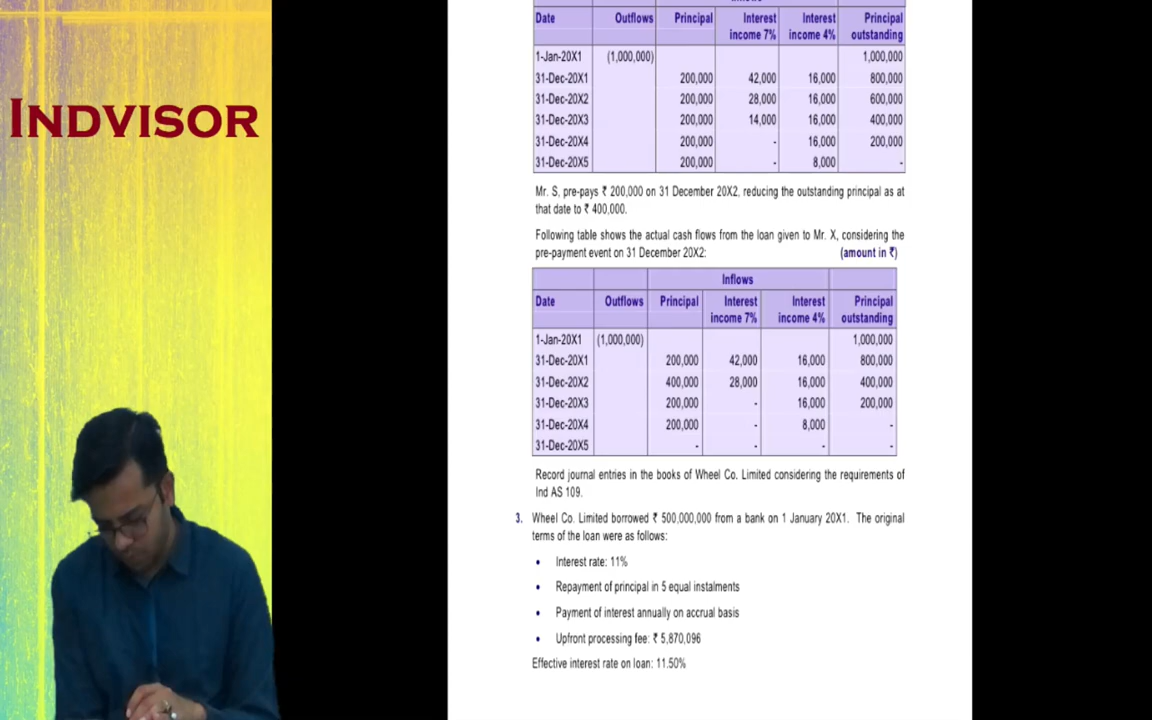 INDVISOR
Date Outflows Principal Interest income 7% Interest income 4% Principal outstanding
1-Jan-20X1 (1,000,000) 1,000,000
31-Dec-20X1 200,000 42,000 16,000 800,000
31-Dec-20X2 200,000 28,000 16,000 600,000
31-Dec-20X3 200,000 14,000 16,000 400,000
31-Dec-20X4 200,000 - 16,000 200,000
31-Dec-20X5 200,000 - 8,000 -
Mr. S, pre-pays ₹ 200,000 on 31 December 20X2, reducing the outstanding principal as at
that date to ₹ 400,000.
Following table shows the actual cash flows from the loan given to Mr. X, considering the
pre-payment event on 31 December 20X2: (amount in ₹)
Inflows
Date Outflows Principal Interest income 7% Interest income 4% Principal outstanding
1-Jan-20X1 (1,000,000) 1,000,000
31-Dec-20X1 200,000 42,000 16,000 800,000
31-Dec-20X2 400,000 28,000 16,000 400,000
31-Dec-20X3 200,000 - 16,000 200,000
31-Dec-20X4 200,000 - 8,000 -
31-Dec-20X5 - - - -
Record journal entries in the books of Wheel Co. Limited considering the requirements of
Ind AS 109.
3. Wheel Co. Limited borrowed ₹ 500,000,000 from a bank on 1 January 20X1. The original
terms of the loan were as follows:
• Interest rate: 11%
• Repayment of principal in 5 equal instalments
• Payment of interest annually on accrual basis
• Upfront processing fee: ₹ 5,870,096
Effective interest rate on loan: 11.50%